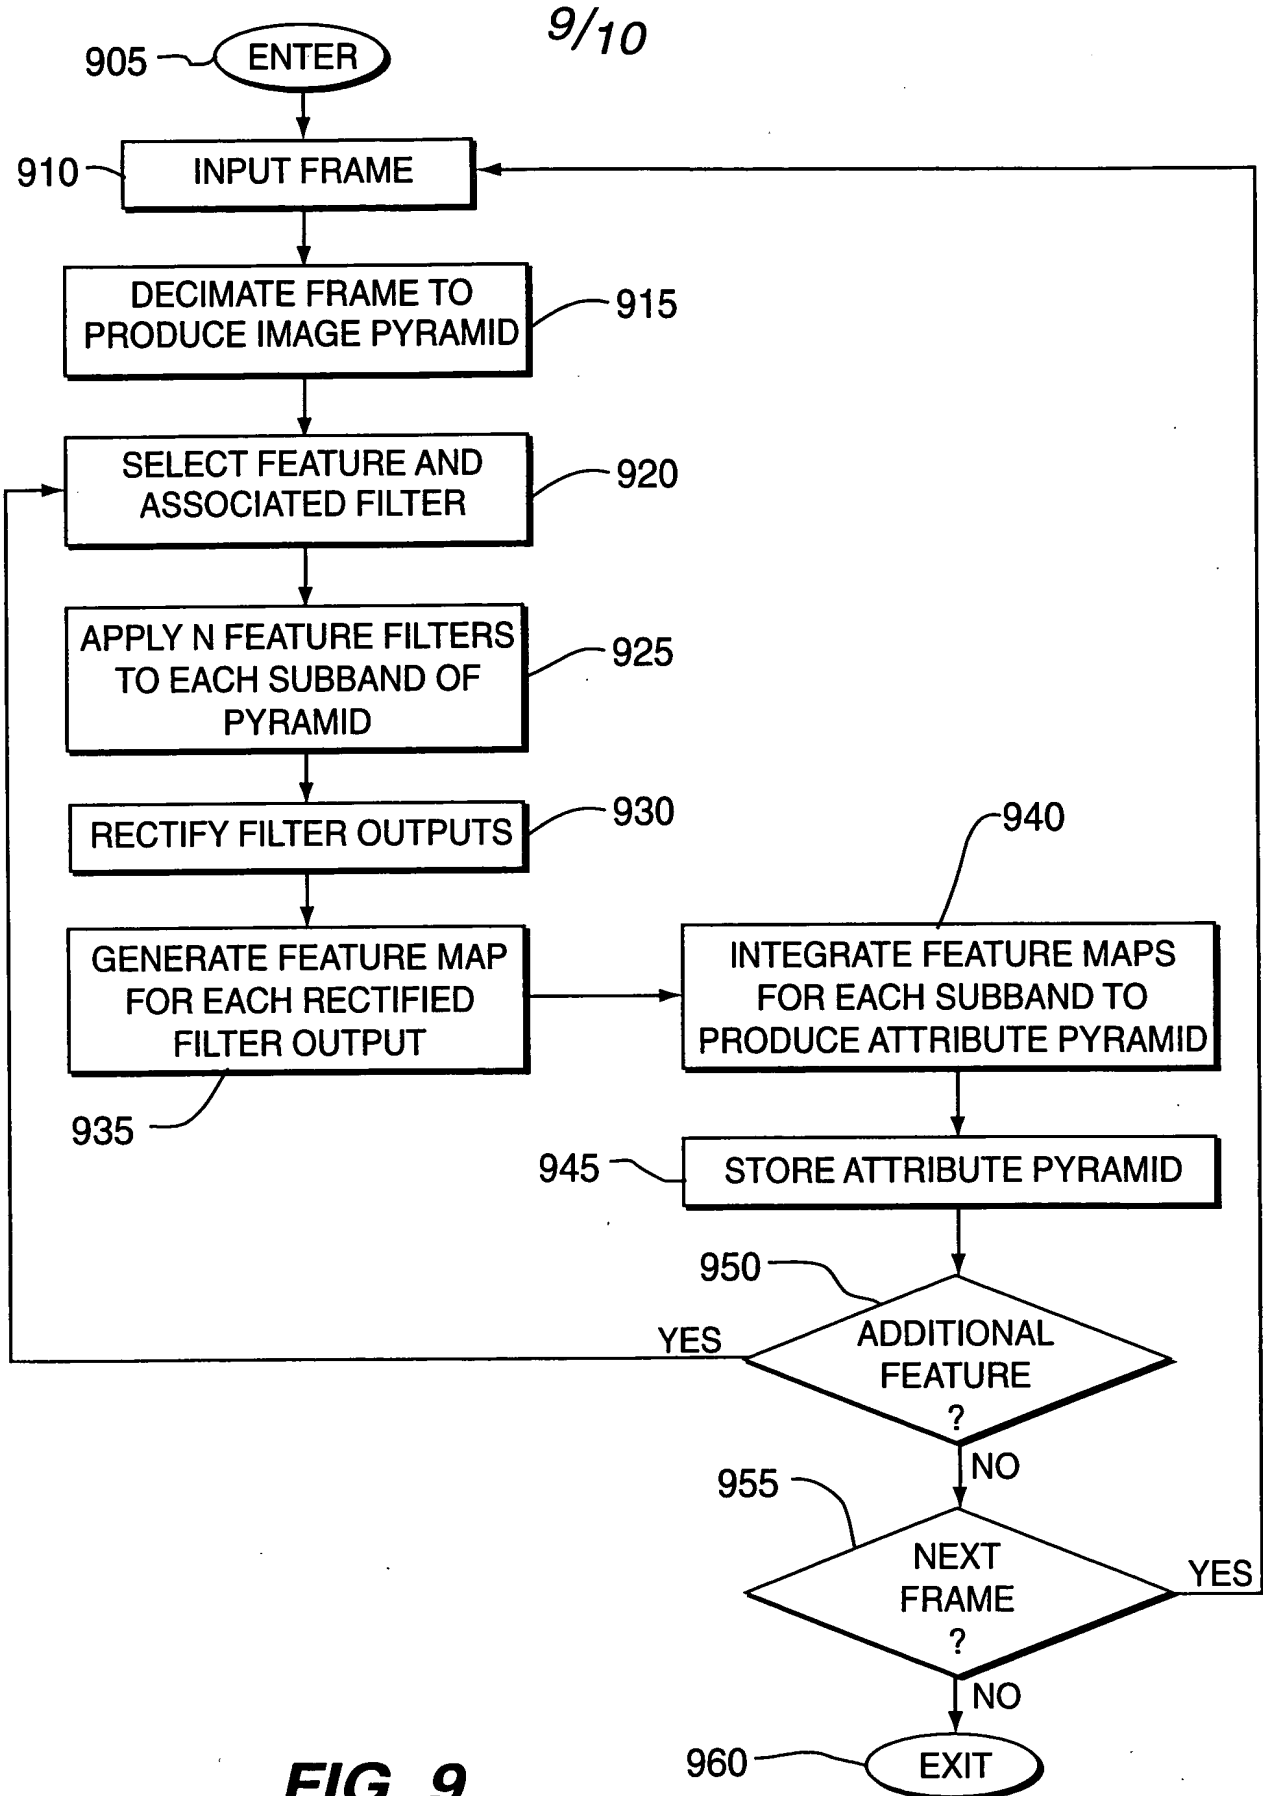 9/10
905
ENTER
910
INPUT FRAME
DECIMATE FRAME TO
PRODUCE IMAGE PYRAMID
915
SELECT FEATURE AND
ASSOCIATED FILTER
920
APPLY N FEATURE FILTERS
TO EACH SUBBAND OF
PYRAMID
925
RECTIFY FILTER OUTPUTS
930
GENERATE FEATURE MAP
FOR EACH RECTIFIED
FILTER OUTPUT
935
940
INTEGRATE FEATURE MAPS
FOR EACH SUBBAND TO
PRODUCE ATTRIBUTE PYRAMID
945
STORE ATTRIBUTE PYRAMID
950
ADDITIONAL
FEATURE
?
YES
NO
955
NEXT
FRAME
?
YES
NO
960
EXIT
FIG. 9